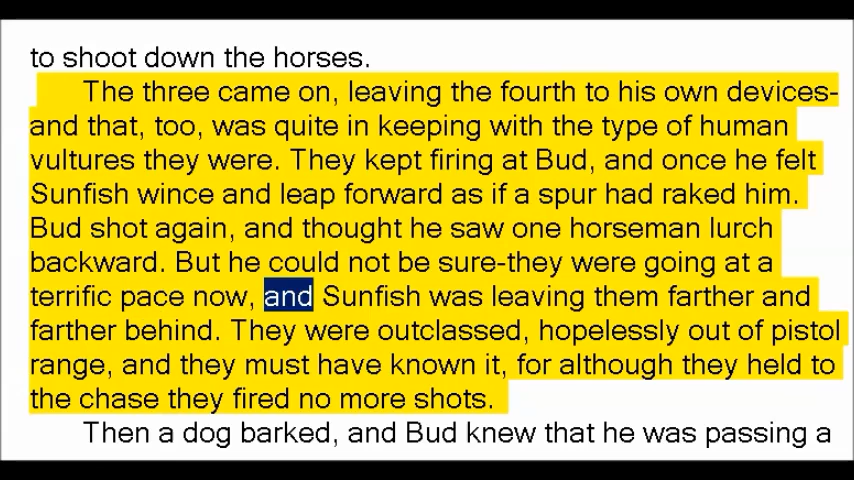 to shoot down the horses.
The three came on, leaving the fourth to his own devices-
and that, too, was quite in keeping with the type of human
vultures they were. They kept firing at Bud, and once he felt
Sunfish wince and leap forward as if a spur had raked him.
Bud shot again, and thought he saw one horseman lurch
backward. But he could not be sure-they were going at a
terrific pace now, and Sunfish was leaving them farther and
farther behind. They were outclassed, hopelessly out of pistol
range, and they must have known it, for although they held to
the chase they fired no more shots.
Then a dog barked, and Bud knew that he was passing a